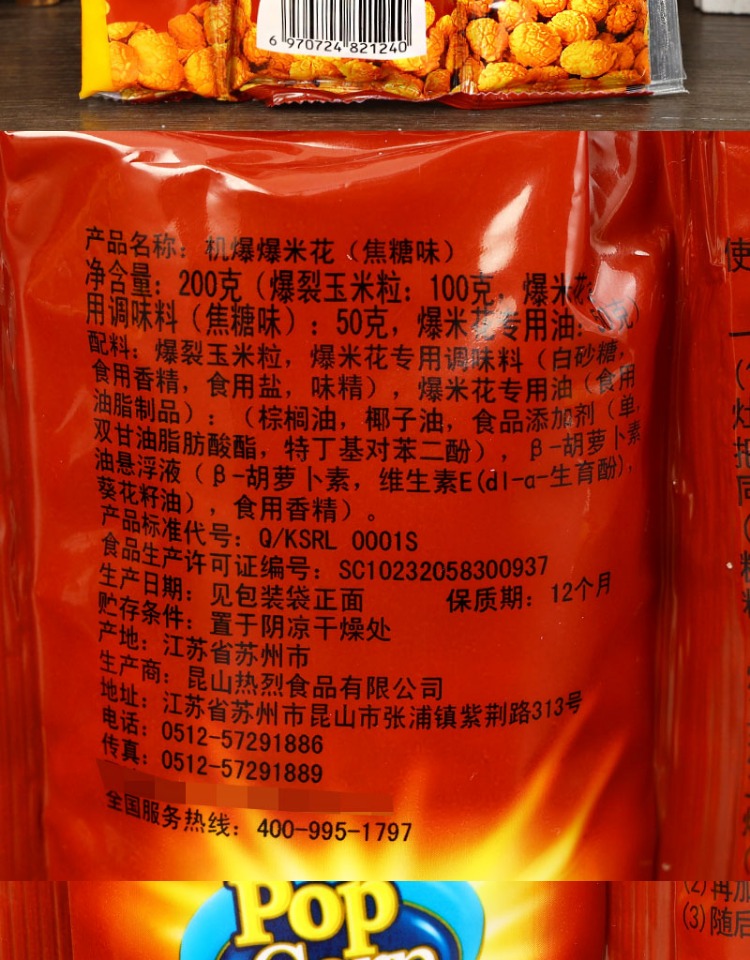 6 970724 821240
产品名称：机爆爆米花（焦糖味）
净含量：200克（爆裂玉米粒：100克，爆米花
用调味料（焦糖味）：50克，爆米花专用油：克）
配料：爆裂玉米粒，爆米花专用调味料（白砂糖，
食用香精，食用盐，味精），爆米花专用油（食用
油脂制品）：（棕榈油，椰子油，食品添加剂（单，
双甘油脂肪酸酯，特丁基对苯二酚），β-胡萝卜素
油悬浮液（β-胡萝卜素，维生素E(dl-a-生育酚)，
葵花籽油），食用香精）。
产品标准代号：Q/KSRL 0001S
食品生产许可证编号：SC10232058300937
生产日期：见包装袋正面 保质期：12个月
贮存条件：置于阴凉干燥处
产地：江苏省苏州市
生产商：昆山热烈食品有限公司
地址：江苏省苏州市昆山市张浦镇紫荆路313号
电话：0512-57291886
传真：0512-57291889
全国服务热线：400-995-1797
使
Pop
Corn
(2)再加
(3)随后